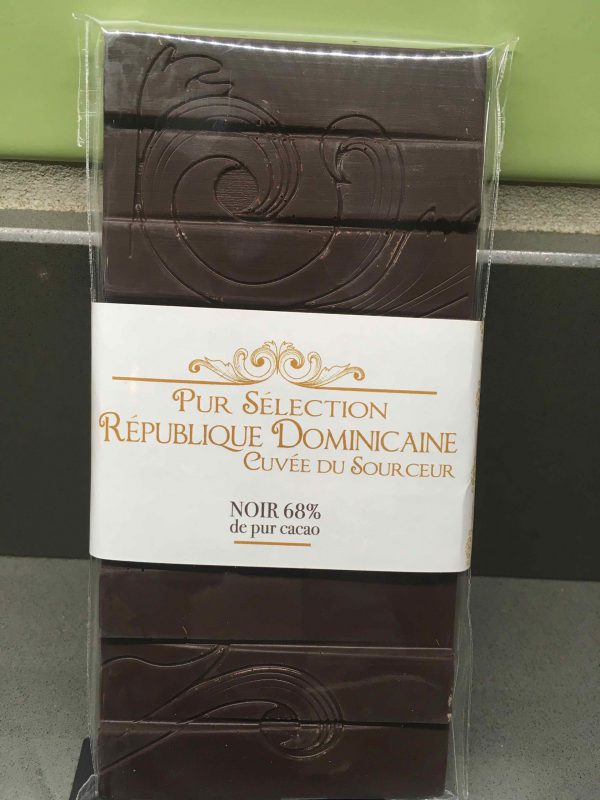 PUR SÉLECTION
RÉPUBLIQUE DOMINICAINE
CUVÉE DU SOURCEUR
NOIR 68%
de pur cacao